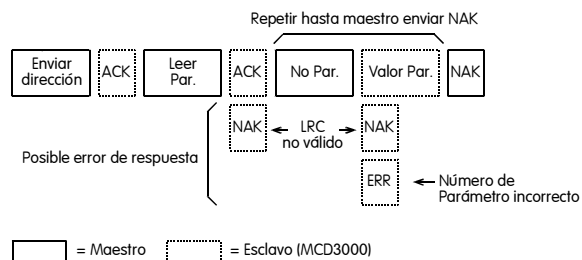 Repetir hasta maestro enviar NAK
Enviar
dirección
ACK
Leer
Par.
ACK
No Par.
Valor Par.
NAK
NAK
LRC
no válido
NAK
Posible error de respuesta
ERR
Número de
Parámetro incorrecto
= Maestro
= Esclavo (MCD3000)